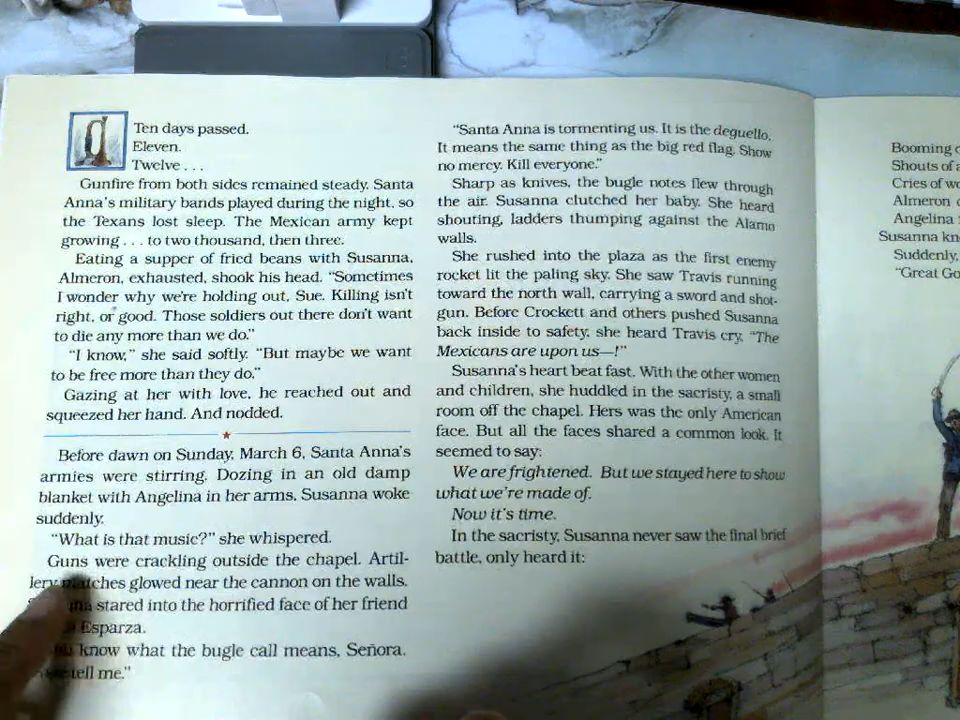 Ten days passed.
Eleven.
Twelve . . .
Gunfire from both sides remained steady. Santa
Anna's military bands played during the night, so
the Texans lost sleep. The Mexican army kept
growing . . . to two thousand, then three.
Eating a supper of fried beans with Susanna,
Almeron, exhausted, shook his head. “Sometimes
I wonder why we're holding out, Sue. Killing isn't
right, or good. Those soldiers out there don't want
to die any more than we do.”
“I know,” she said softly. “But maybe we want
to be free more than they do.”
Gazing at her with love, he reached out and
squeezed her hand. And nodded.
Before dawn on Sunday, March 6, Santa Anna's
armies were stirring. Dozing in an old damp
blanket with Angelina in her arms, Susanna woke
suddenly.
“What is that music?” she whispered.
Guns were crackling outside the chapel. Artil-
lery matches glowed near the cannon on the walls.
stared into the horrified face of her friend
Esparza.
know what the bugle call means, Señora.
tell me.”
“Santa Anna is tormenting us. It is the deguello.
It means the same thing as the big red flag. Show
no mercy. Kill everyone.”
Sharp as knives, the bugle notes flew through
the air. Susanna clutched her baby. She heard
shouting, ladders thumping against the Alamo
walls.
She rushed into the plaza as the first enemy
rocket lit the paling sky. She saw Travis running
toward the north wall, carrying a sword and shot-
gun. Before Crockett and others pushed Susanna
back inside to safety, she heard Travis cry, “The
Mexicans are upon us—!”
Susanna's heart beat fast. With the other women
and children, she huddled in the sacristy, a small
room off the chapel. Hers was the only American
face. But all the faces shared a common look. It
seemed to say:
We are frightened. But we stayed here to show
what we're made of.
Now it's time.
In the sacristy, Susanna never saw the final brief
battle, only heard it:
Booming
Shouts of
Cries of
Almeron
Angelina
Susanna
Suddenly,
“Great